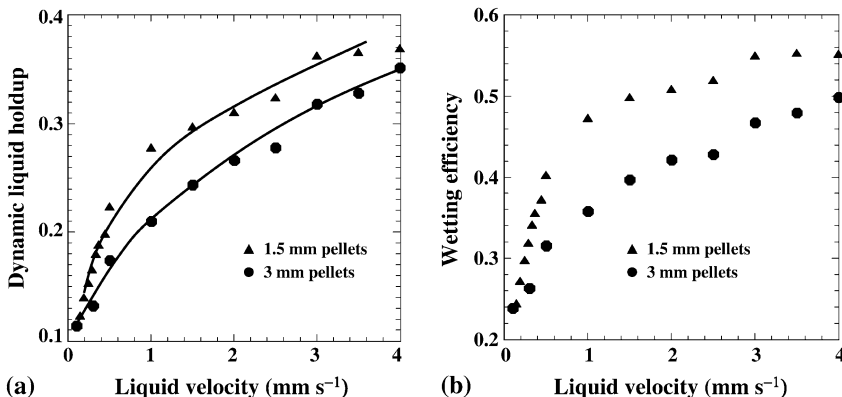 0.4
0.3
0.2
0.1
Dynamic liquid holdup
▲ 1.5 mm pellets
● 3 mm pellets
0 1 2 3 4
(a) Liquid velocity (mm s⁻¹)
0.6
0.5
0.4
0.3
0.2
Wetting efficiency
▲ 1.5 mm pellets
● 3 mm pellets
0 1 2 3 4
(b) Liquid velocity (mm s⁻¹)